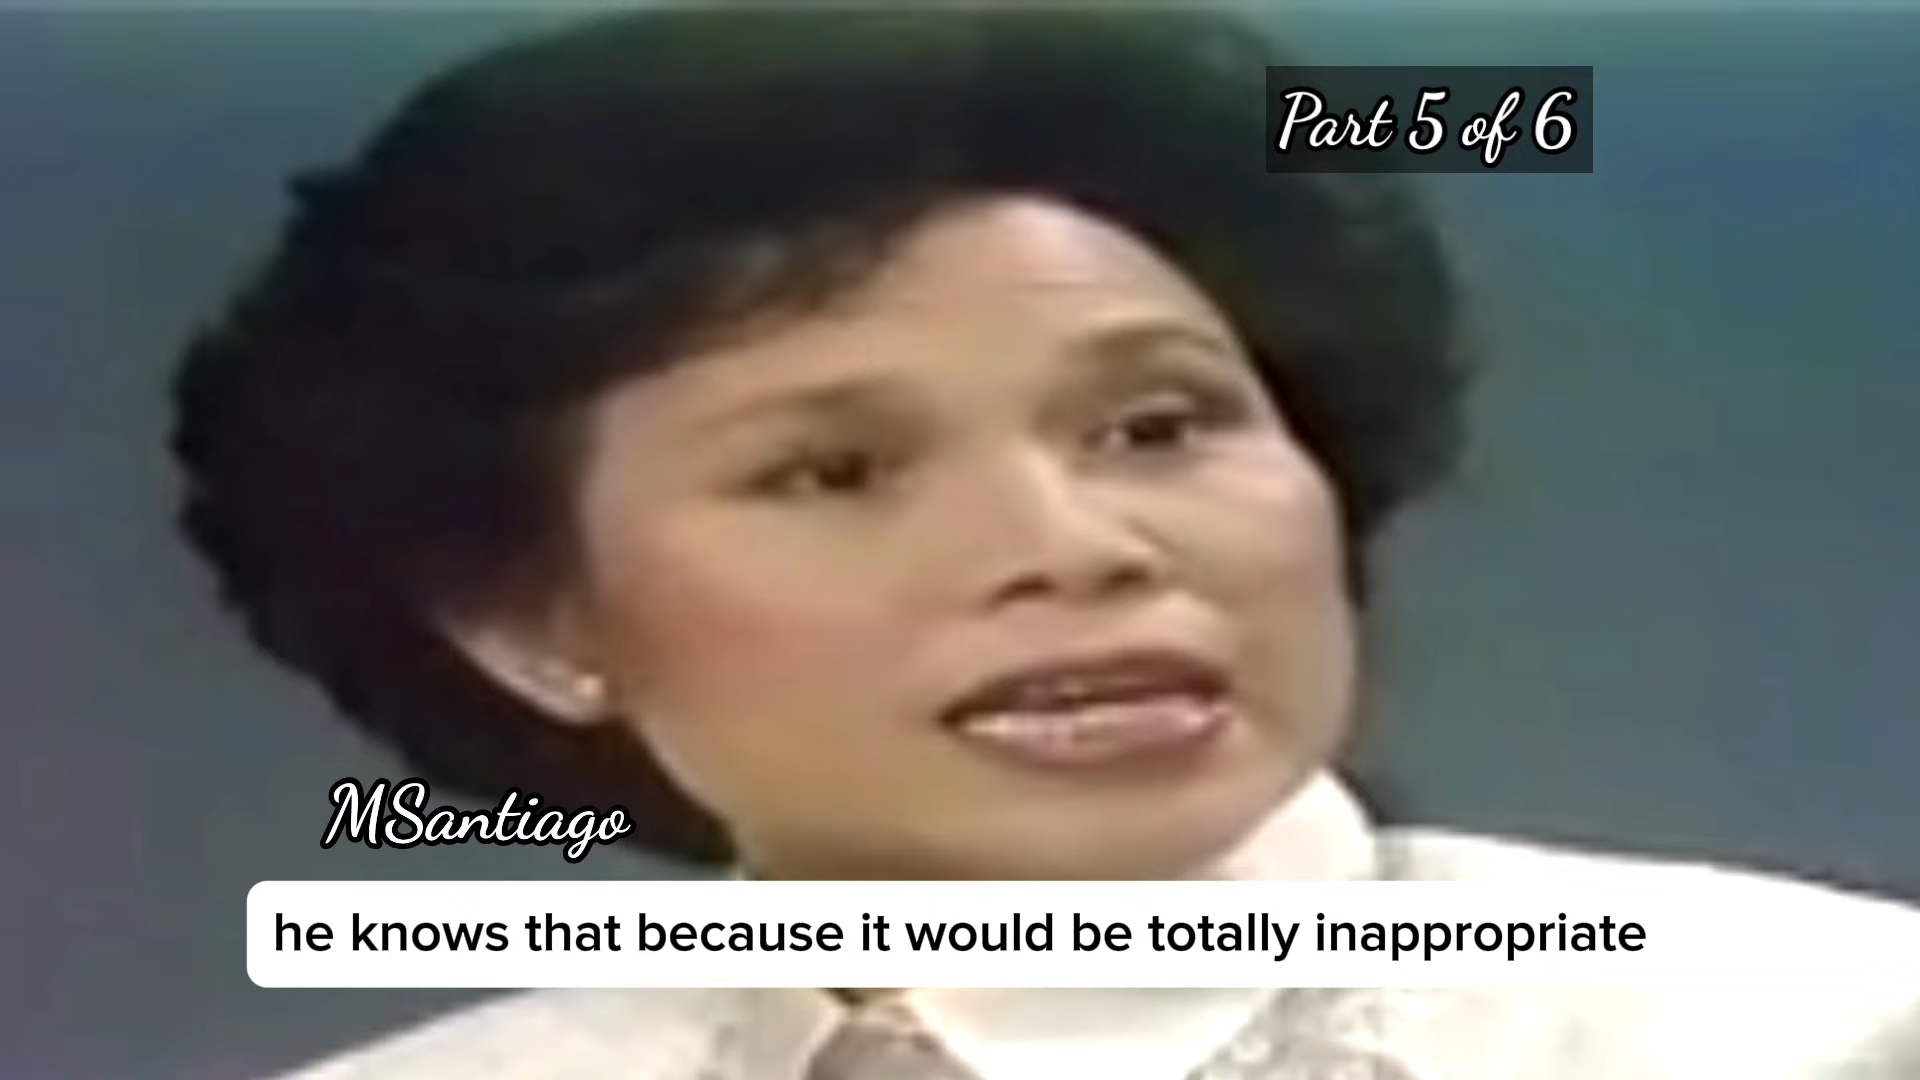 Part 5 of 6
MSantiago
he knows that because it would be totally inappropriate